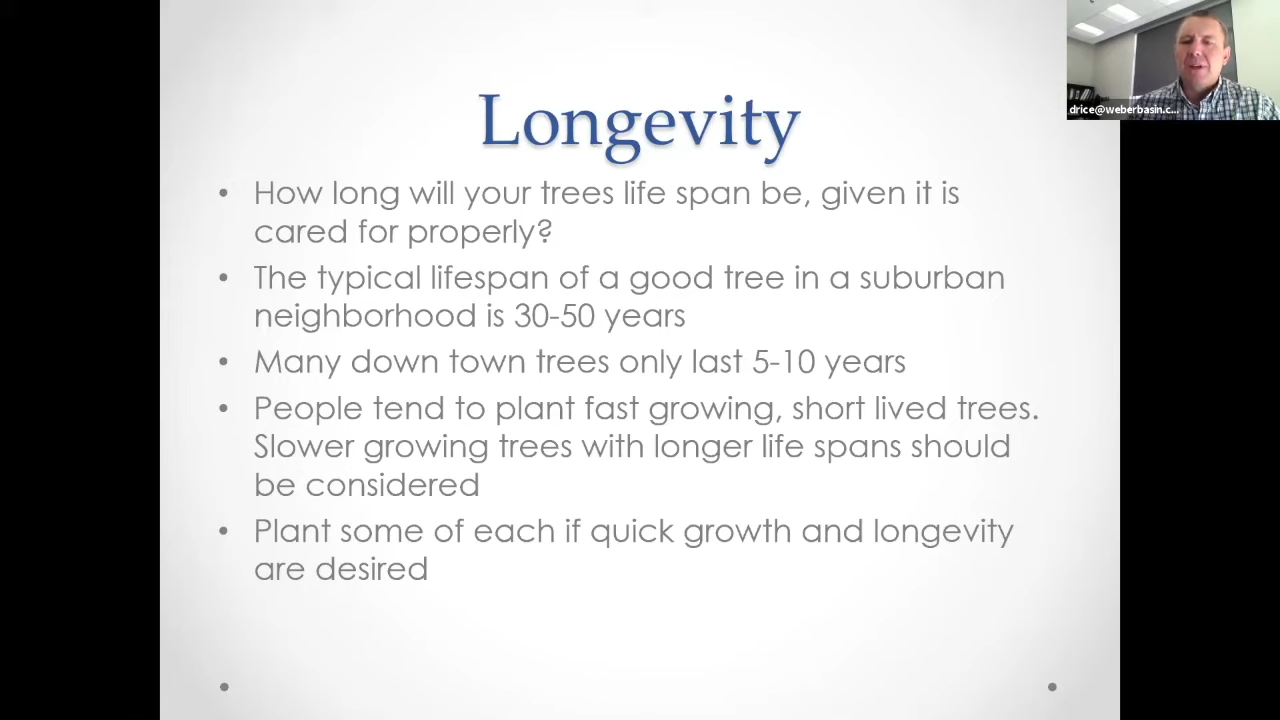 Longevity
drice@weberbasin.c...
• How long will your trees life span be, given it is
cared for properly?
• The typical lifespan of a good tree in a suburban
neighborhood is 30-50 years
• Many down town trees only last 5-10 years
• People tend to plant fast growing, short lived trees.
Slower growing trees with longer life spans should
be considered
• Plant some of each if quick growth and longevity
are desired